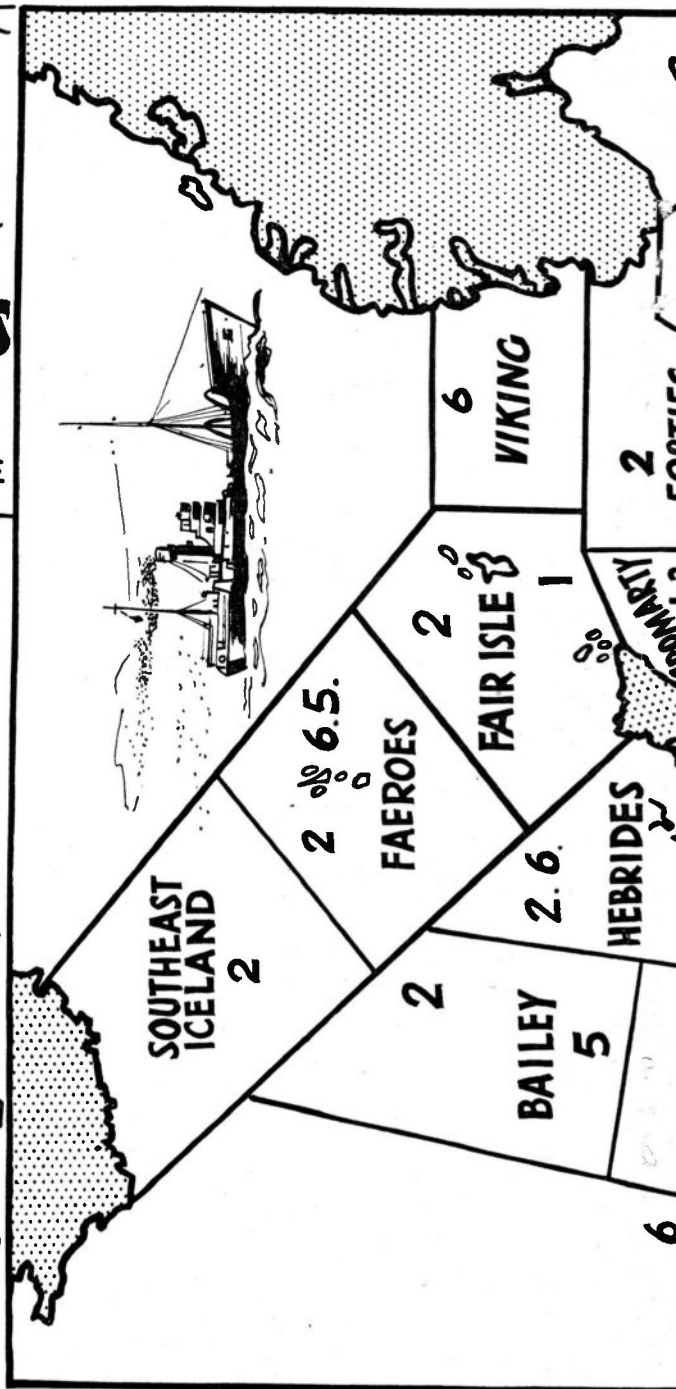 SOUTHEAST
ICELAND
2
2
6.5.
FAEROES
2
FAIR ISLE
1
6
VIKING
2
2
BAILEY
5
2.6.
HEBRIDES
6